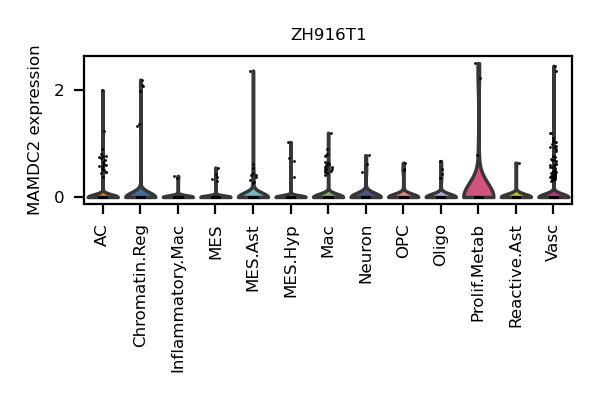 ZH916T1
MAMDC2 expression
2
0
AC
Chromatin.Reg
Inflammatory.Mac
MES
MES.Ast
MES.Hyp
Mac
Neuron
OPC
Oligo
Prolif.Metab
Reactive.Ast
Vasc